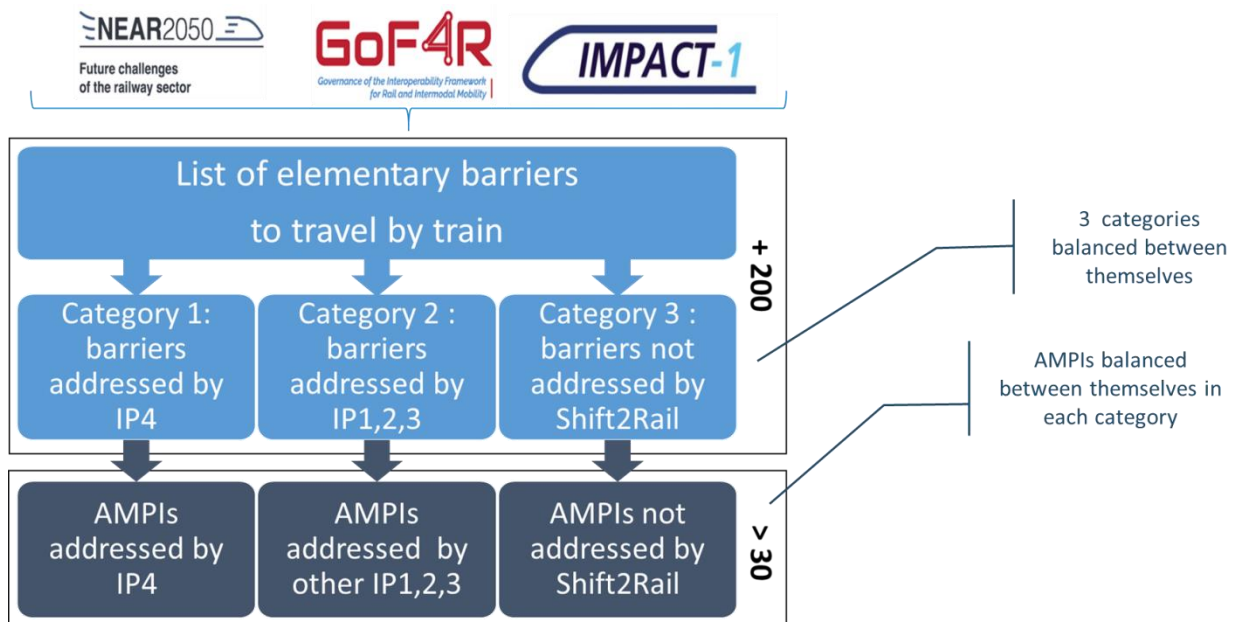 NEAR2050
Future challenges
of the railway sector
GoF4R
Governance of the Interoperability Framework
for Rail and Intermodal Mobility
IMPACT-1
List of elementary barriers
to travel by train
+ 200
Category 1:
barriers
addressed by
IP4
Category 2 :
barriers
addressed by
IP1,2,3
Category 3 :
barriers not
addressed by
Shift2Rail
3 categories
balanced between
themselves
AMPIs balanced
between themselves in
each category
AMPIs
addressed by
IP4
AMPIs
addressed by
other IP1,2,3
AMPIs not
addressed by
Shift2Rail
> 30